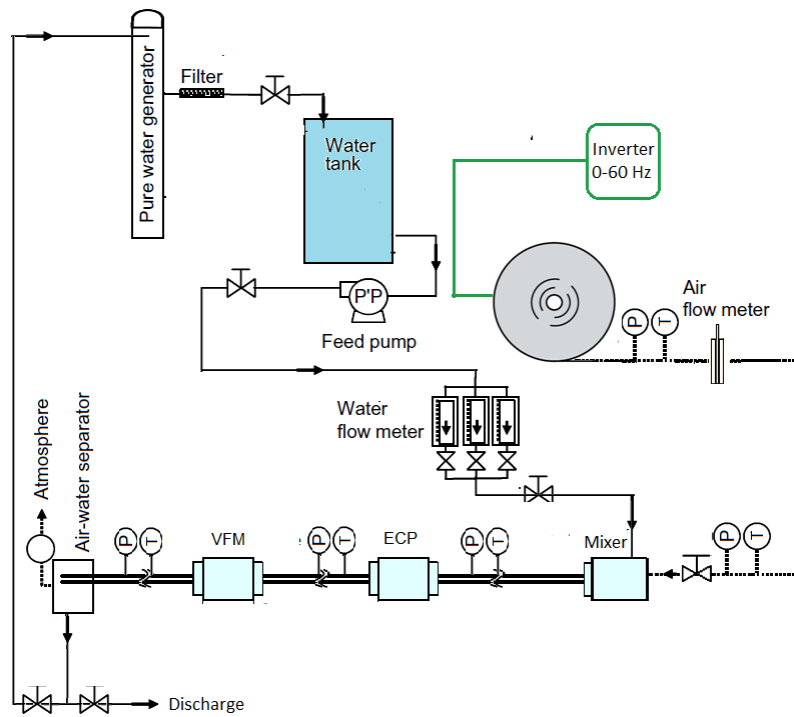 Pure water generator
Filter
Water
tank
Inverter
0-60 Hz
P'P
Feed pump
Air
flow meter
P
T
Water
flow meter
Atmosphere
Air-water separator
P
T
VFM
P
T
ECP
P
T
Mixer
P
T
Discharge